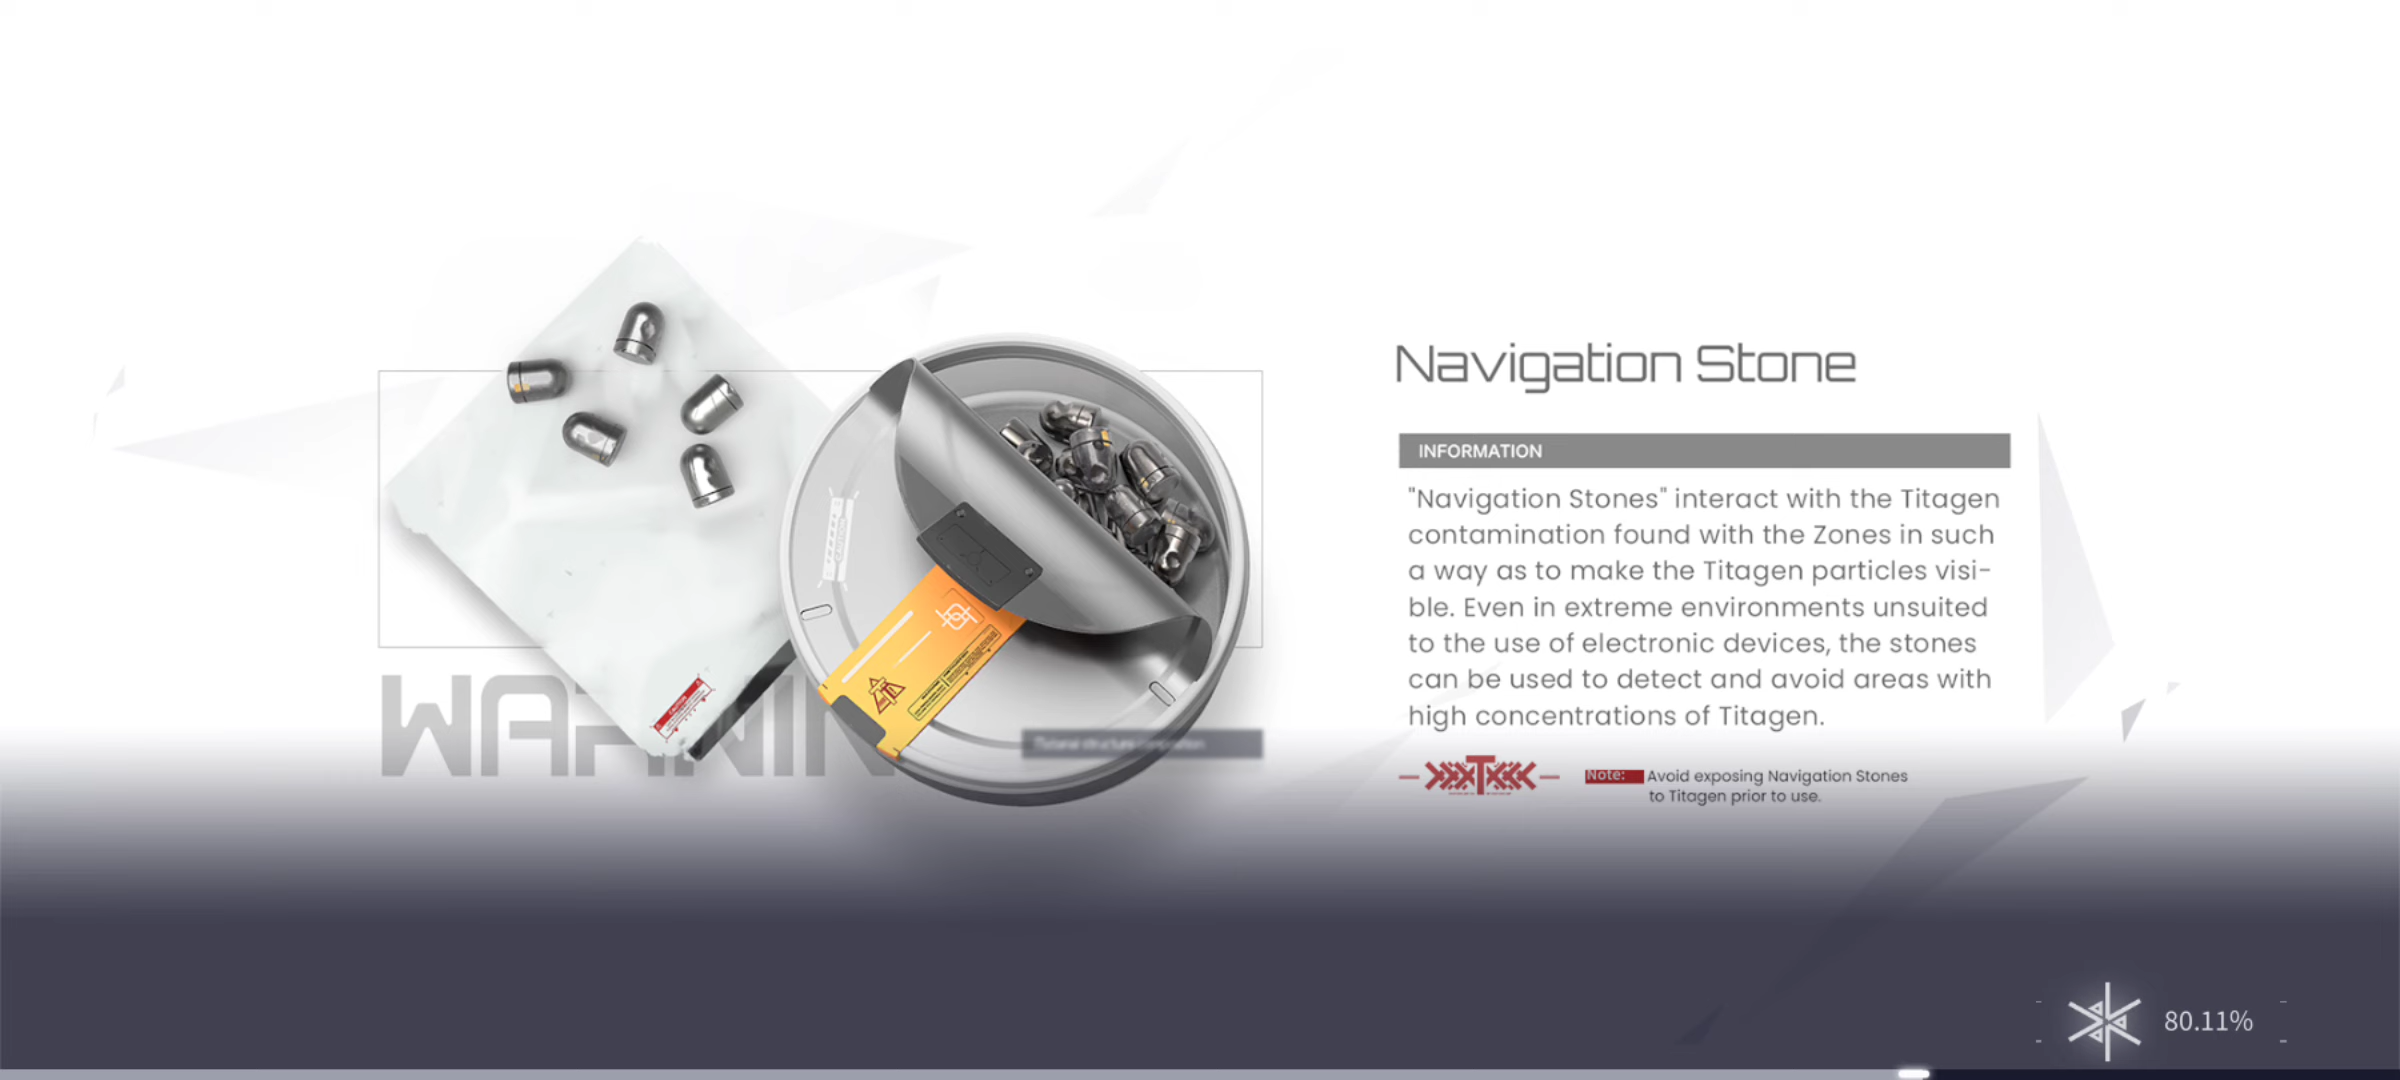 Navigation Stone
INFORMATION
"Navigation Stones" interact with the Titagen
contamination found with the Zones in such
a way as to make the Titagen particles visi-
ble. Even in extreme environments unsuited
to the use of electronic devices, the stones
can be used to detect and avoid areas with
high concentrations of Titagen.
Note: Avoid exposing Navigation Stones
to Titagen prior to use.
CAUTION
80.11%